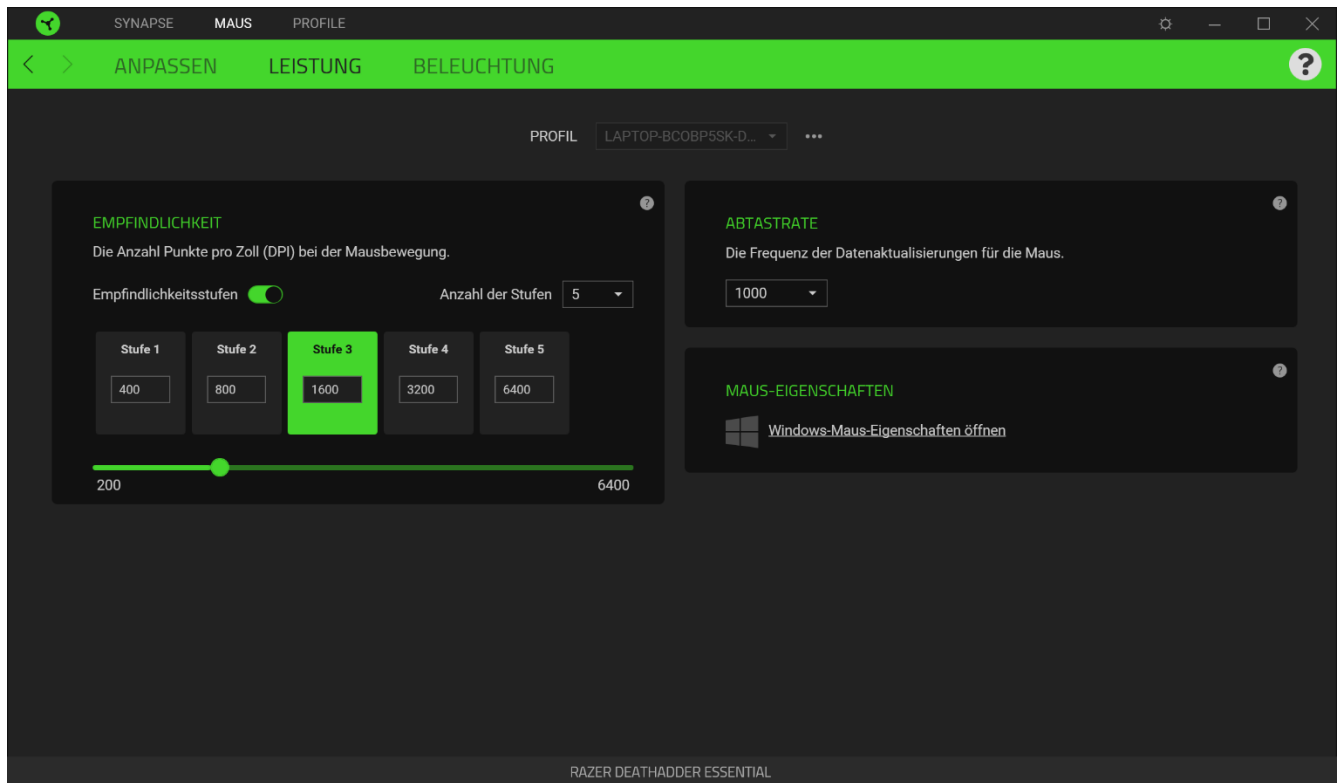 SYNAPSE MAUS PROFILE
ANPASSEN LEISTUNG BELEUCHTUNG
?
PROFIL LAPTOP-BCOBP5SK-D... •••
EMPFINDLICHKEIT
?
Die Anzahl Punkte pro Zoll (DPI) bei der Mausbewegung.
Empfindlichkeitsstufen Anzahl der Stufen 5
Stufe 1 Stufe 2 Stufe 3 Stufe 4 Stufe 5
400 800 1600 3200 6400
200 6400
ABTASTRATE
?
Die Frequenz der Datenaktualisierungen für die Maus.
1000
MAUS-EIGENSCHAFTEN
?
Windows-Maus-Eigenschaften öffnen
RAZER DEATHADDER ESSENTIAL